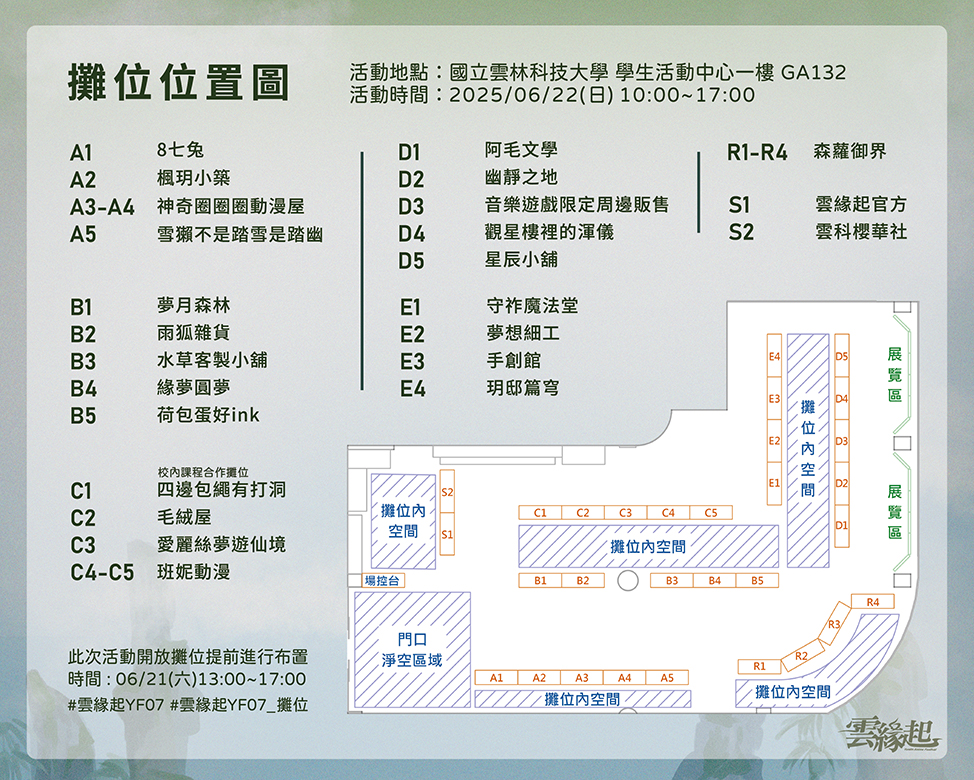 攤位位置圖
活動地點：國立雲林科技大學 學生活動中心一樓 GA132
活動時間：2025/06/22(日) 10:00~17:00
A1 8七兔
A2 楓玥小築
A3-A4 神奇圈圈圈動漫屋
A5 雪獺不是踏雪是踏幽
B1 夢月森林
B2 雨狐雜貨
B3 水草客製小舖
B4 緣夢圓夢
B5 荷包蛋好ink
校內課程合作攤位
C1 四邊包繩有打洞
C2 毛絨屋
C3 愛麗絲夢遊仙境
C4-C5 班妮動漫
D1 阿毛文學
D2 幽靜之地
D3 音樂遊戲限定周邊販售
D4 觀星樓裡的渾儀
D5 星辰小舖
E1 守祚魔法堂
E2 夢想細工
E3 手創館
E4 玥邸篇穹
R1-R4 森蘿御界
S1 雲緣起官方
S2 雲科櫻華社
此次活動開放攤位提前進行布置
時間：06/21(六)13:00~17:00
#雲緣起YF07 #雲緣起YF07_攤位
E4
E3
E2
E1
攤位內空間
D5
D4
D3
D2
D1
展覽區
展覽區
攤位內
空間
S2
S1
C1 C2 C3 C4 C5
攤位內空間
B1 B2 B3 B4 B5
場控台
門口
淨空區域
A1 A2 A3 A4 A5
攤位內空間
R4
R3
R2
R1
攤位內空間
雲緣起